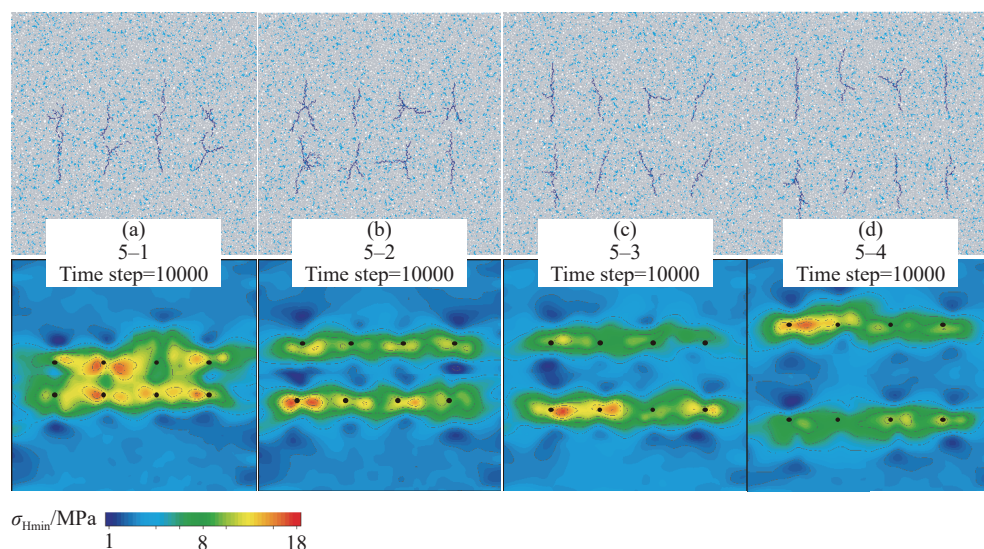 (a)
5–1
Time step=10000
(b)
5–2
Time step=10000
(c)
5–3
Time step=10000
(d)
5–4
Time step=10000
σHmin/MPa
1 8 18